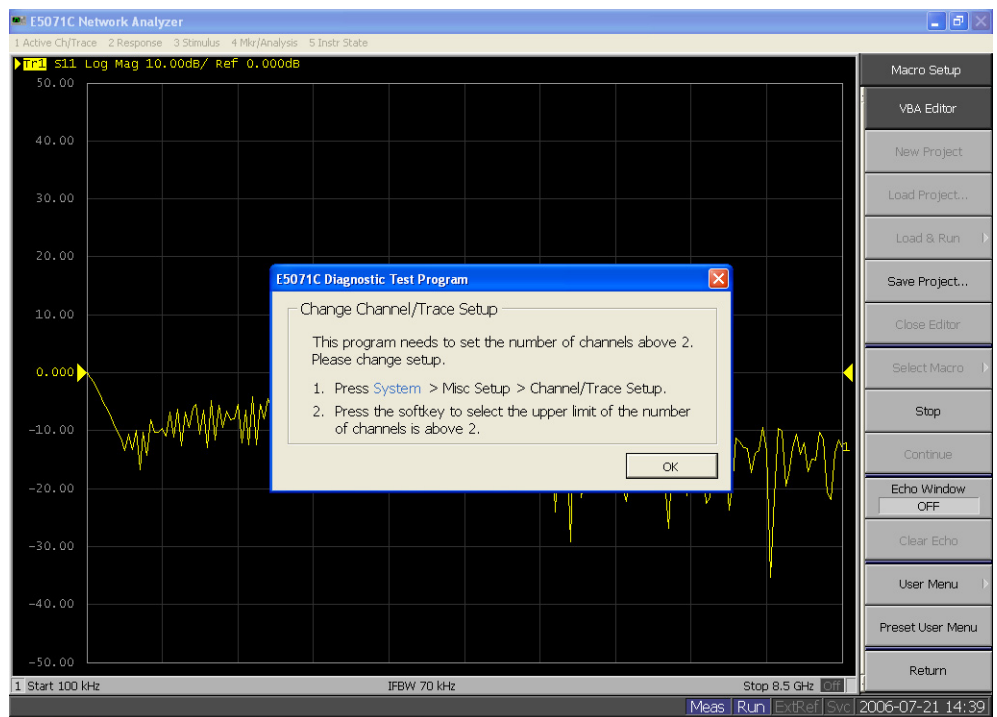 E5071C Network Analyzer
1 Active Ch/Trace 2 Response 3 Stimulus 4 Mkr/Analysis 5 Instr State
Tr1 S11 Log Mag 10.00dB/ Ref 0.000dB
50.00
40.00
30.00
20.00
10.00
0.000
-10.00
-20.00
-30.00
-40.00
-50.00
1
E5071C Diagnostic Test Program
Change Channel/Trace Setup
This program needs to set the number of channels above 2.
Please change setup.
1. Press System > Misc Setup > Channel/Trace Setup.
2. Press the softkey to select the upper limit of the number
of channels is above 2.
OK
Macro Setup
VBA Editor
New Project
Load Project...
Load & Run
Save Project...
Close Editor
Select Macro
Stop
Continue
Echo Window
OFF
Clear Echo
User Menu
Preset User Menu
Return
1 Start 100 kHz IFBW 70 kHz Stop 8.5 GHz Off
Meas Run ExtRef Svc 2006-07-21 14:39